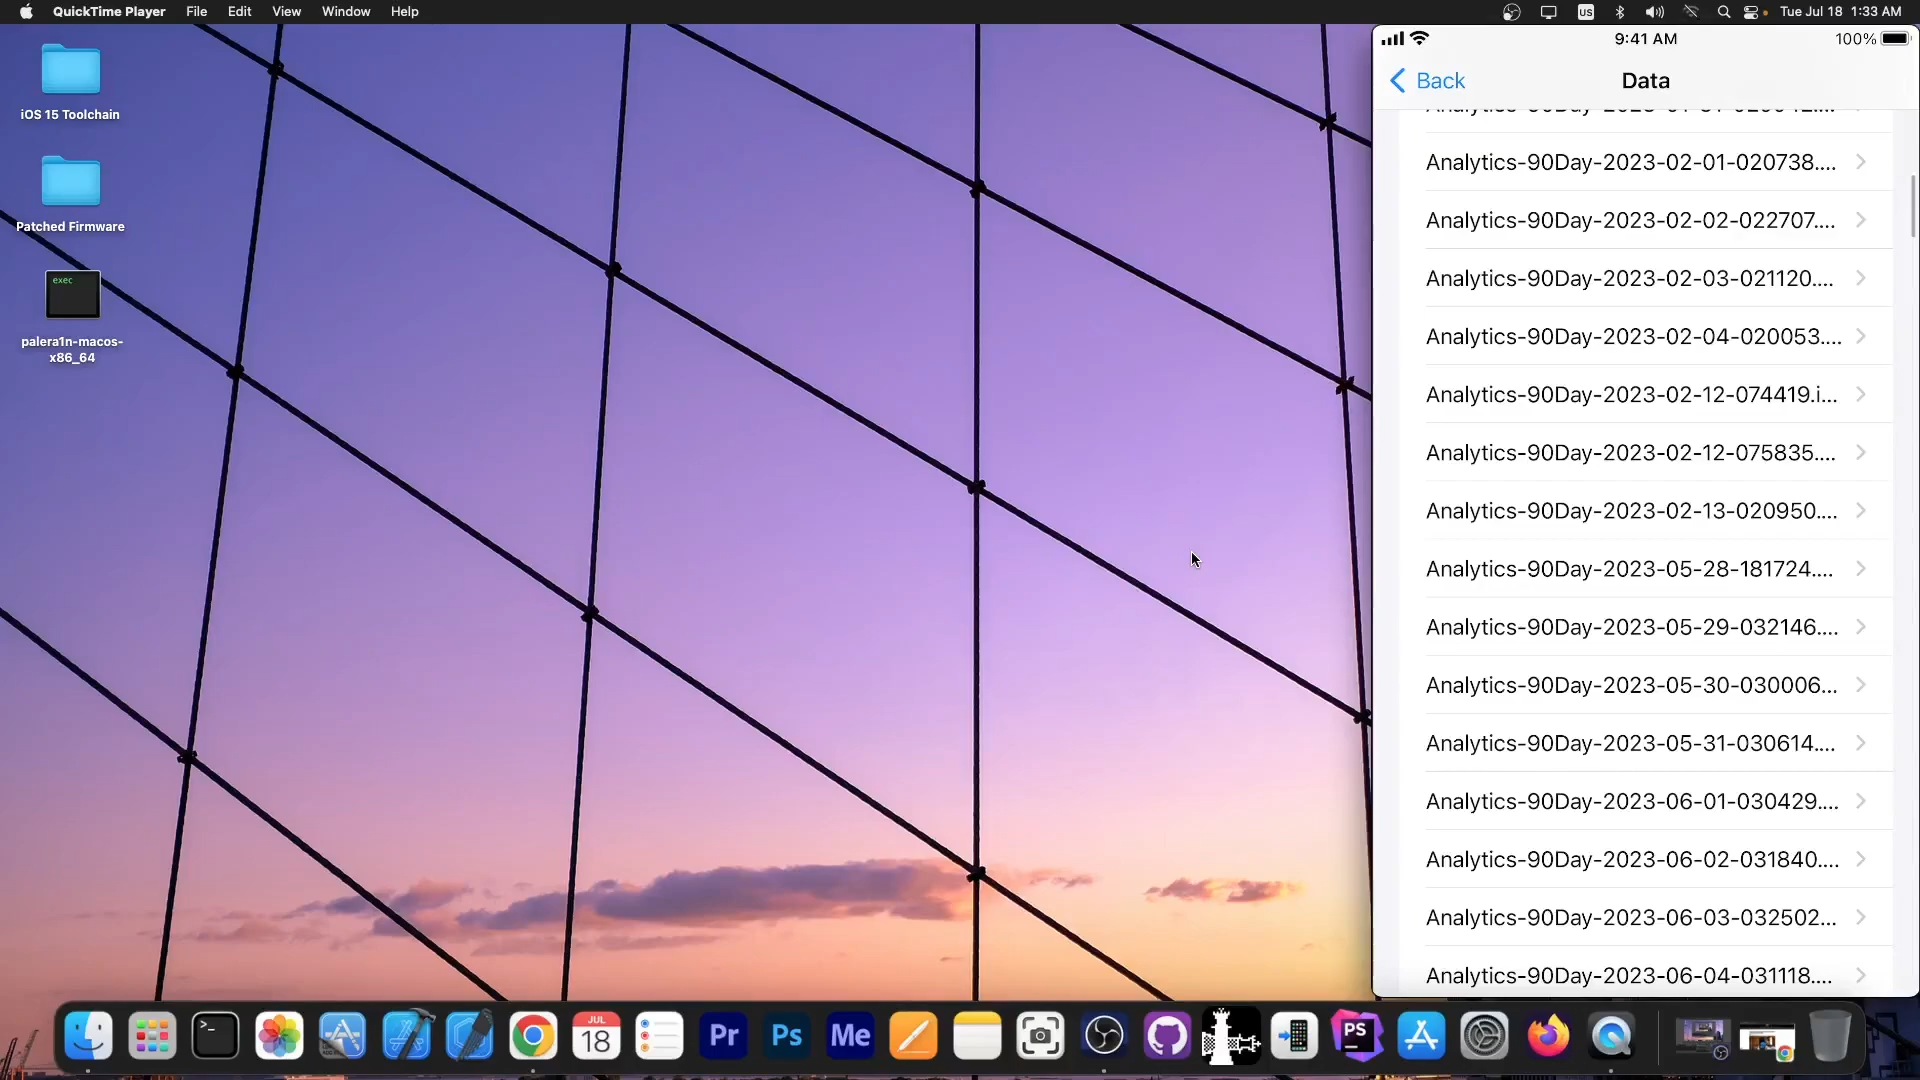 QuickTime Player File Edit View Window Help
US Tue Jul 18 1:33 AM
iOS 15 Toolchain
Patched Firmware
exec
palera1n-macos-
x86_64
9:41 AM 100%
Back Data
Analytics-90Day-2023-02-01-020738....
Analytics-90Day-2023-02-02-022707....
Analytics-90Day-2023-02-03-021120....
Analytics-90Day-2023-02-04-020053....
Analytics-90Day-2023-02-12-074419.i...
Analytics-90Day-2023-02-12-075835....
Analytics-90Day-2023-02-13-020950....
Analytics-90Day-2023-05-28-181724....
Analytics-90Day-2023-05-29-032146....
Analytics-90Day-2023-05-30-030006...
Analytics-90Day-2023-05-31-030614....
Analytics-90Day-2023-06-01-030429....
Analytics-90Day-2023-06-02-031840....
Analytics-90Day-2023-06-03-032502...
Analytics-90Day-2023-06-04-031118....
>_
JUL
18
Pr
Ps
Me
PS